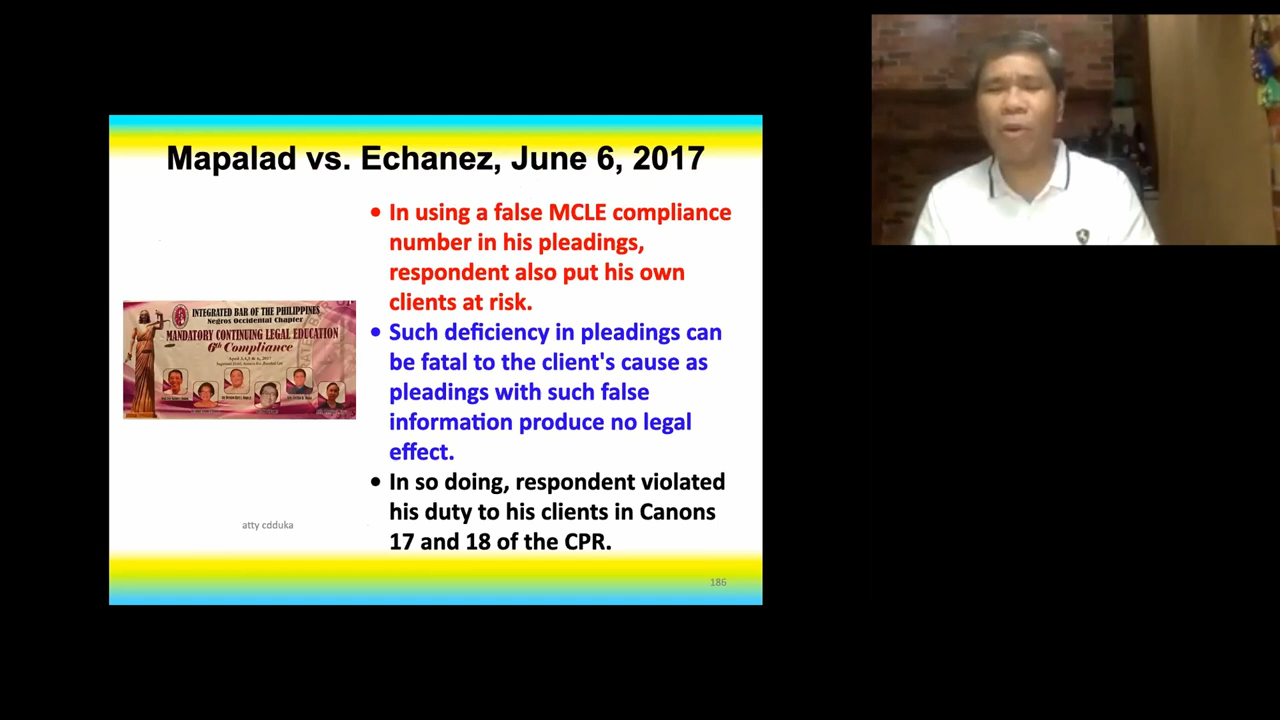 Mapalad vs. Echanez, June 6, 2017
• In using a false MCLE compliance
number in his pleadings,
respondent also put his own
clients at risk.
• Such deficiency in pleadings can
be fatal to the client's cause as
pleadings with such false
information produce no legal
effect.
• In so doing, respondent violated
his duty to his clients in Canons
17 and 18 of the CPR.
INTEGRATED BAR OF THE PHILIPPINES
Negros Occidental Chapter
MANDATORY CONTINUING LEGAL EDUCATION
6th Compliance
atty cdduka
186